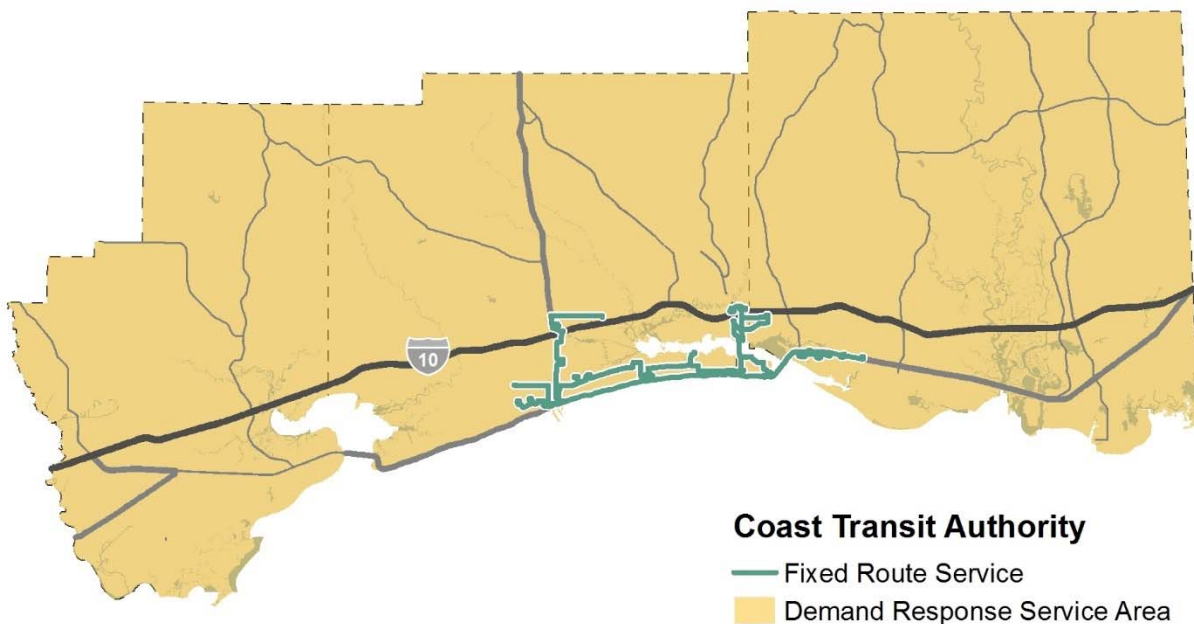 10
Coast Transit Authority
Fixed Route Service
Demand Response Service Area